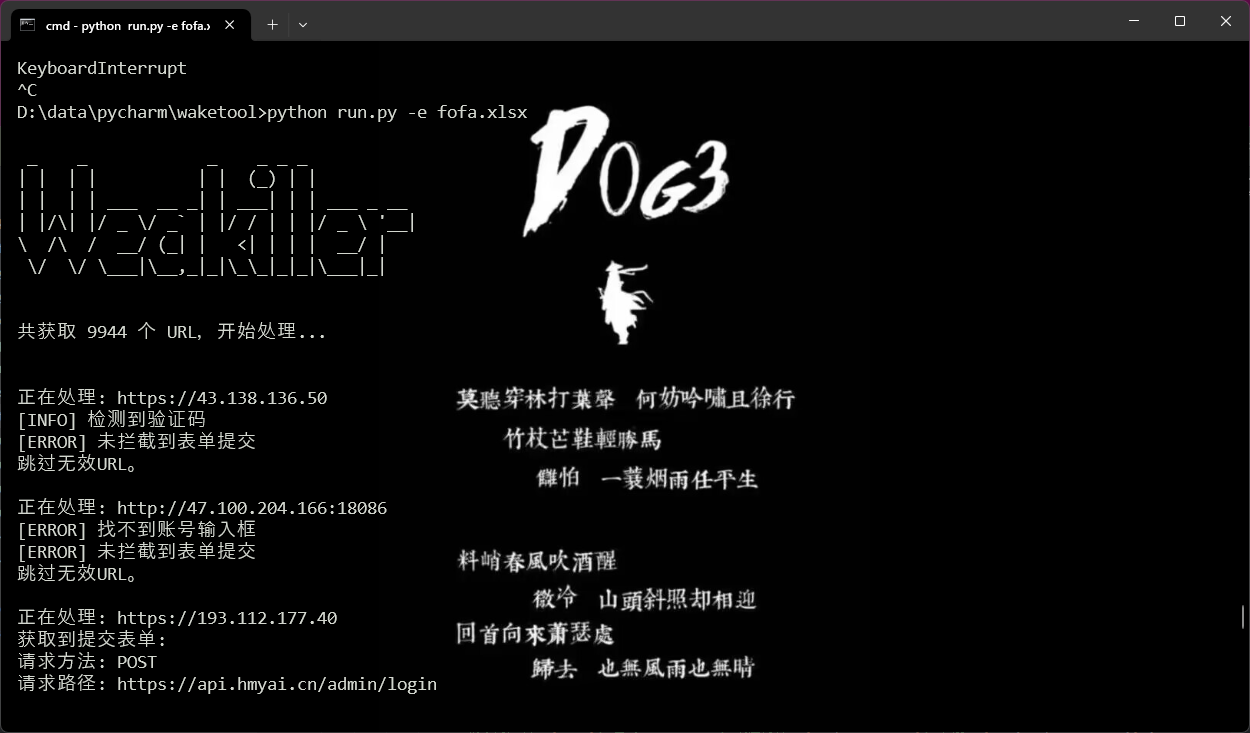 cmd - python run.py -e fofa.x
KeyboardInterrupt
^C
D:\data\pycharm\waketool>python run.py -e fofa.xlsx
Weakiler
共获取 9944 个 URL, 开始处理...
正在处理: https://43.138.136.50
[INFO] 检测到验证码
[ERROR] 未拦截到表单提交
跳过无效URL。
正在处理: http://47.100.204.166:18086
[ERROR] 找不到账号输入框
[ERROR] 未拦截到表单提交
跳过无效URL。
正在处理: https://193.112.177.40
获取到提交表单:
请求方法: POST
请求路径: https://api.hmyai.cn/admin/login
DOG3
莫聽穿林打葉聲 何妨吟嘯且徐行
竹杖芒鞋輕勝馬
誰怕 一蓑烟雨任平生
料峭春風吹酒醒
微冷 山頭斜照却相迎
回首向來蕭瑟處
歸去 也無風雨也無晴